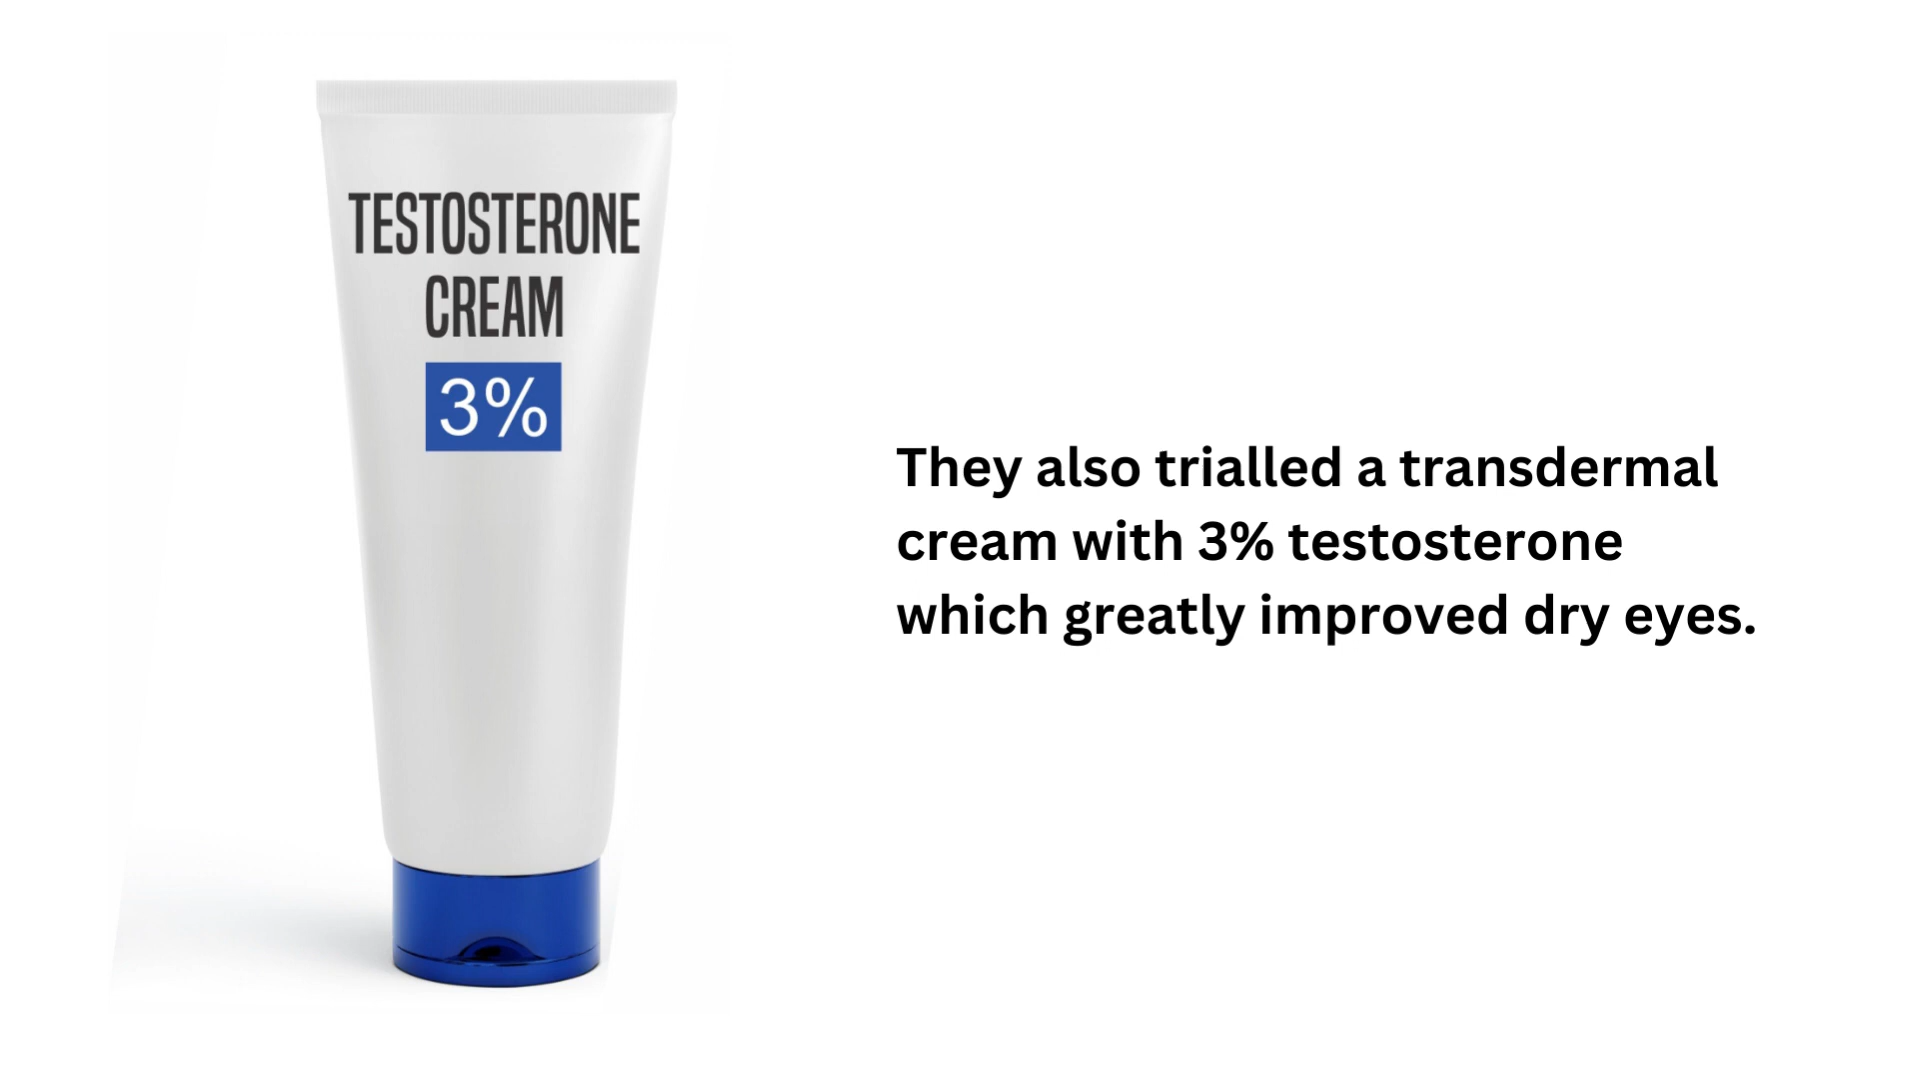 TESTOSTERONE
CREAM
3%
They also trialled a transdermal
cream with 3% testosterone
which greatly improved dry eyes.